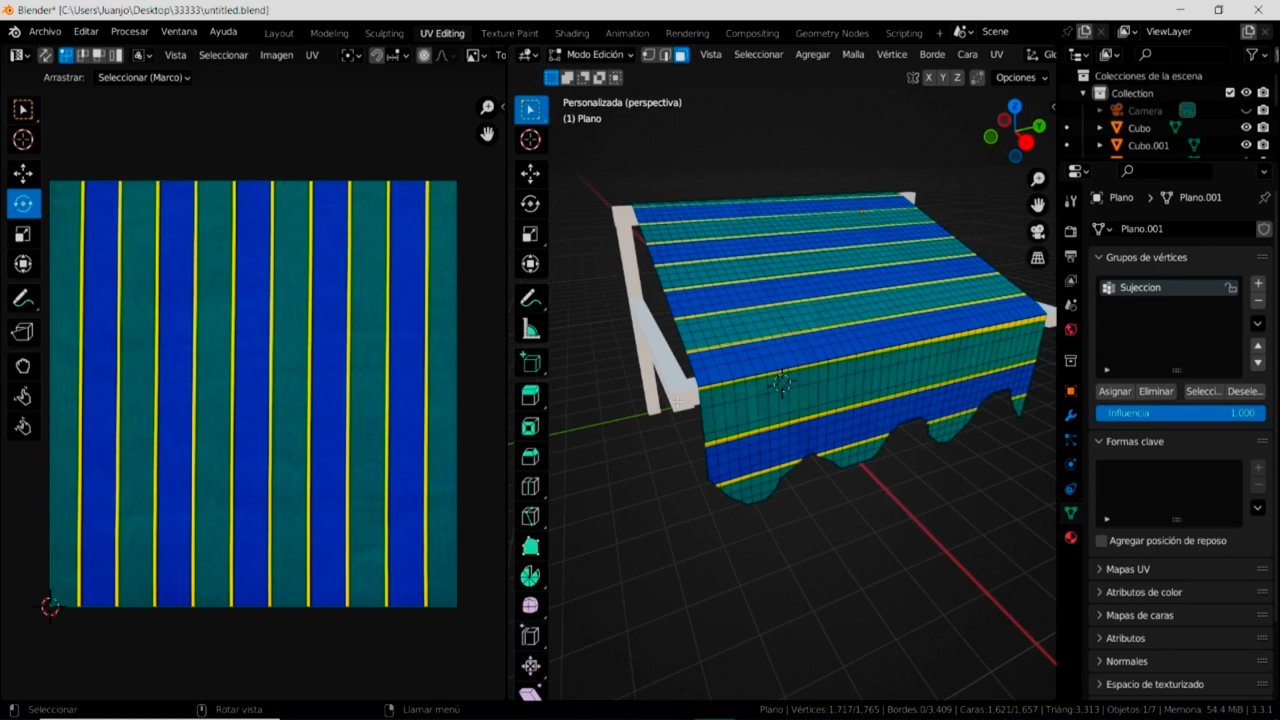 Blender* [C:\Users\Juanjo\Desktop\33333\untitled.blend]
Archivo Editar Procesar Ventana Ayuda Layout Modeling Sculpting UV Editing Texture Paint Shading Animation Rendering Compositing Geometry Nodes Scripting + Scene ViewLayer
Vista Seleccionar Imagen UV To Modo Edición Vista Seleccionar Agregar Malla Vértice Borde Cara UV Glo
Arrastrar: Seleccionar (Marco) X Y Z Opciones
Colecciones de la escena
Collection
Camera
Cubo
Cubo.001
Personalizada (perspectiva)
(1) Plano
Z
Y
Plano > Plano.001
Plano.001
Grupos de vértices
Sujeccion
Asignar Eliminar Selecci... Desele...
Influencia 1.000
Formas clave
Agregar posición de reposo
Mapas UV
Atributos de color
Mapas de caras
Atributos
Normales
Espacio de texturizado
Seleccionar Rotar vista Llamar menú Plano | Vértices:1,717/1,765 | Bordes:0/3,409 | Caras:1,621/1,657 | Triáng:3,313 | Objetos:1/7 | Memoria 54.4 MiB | 3.3.1